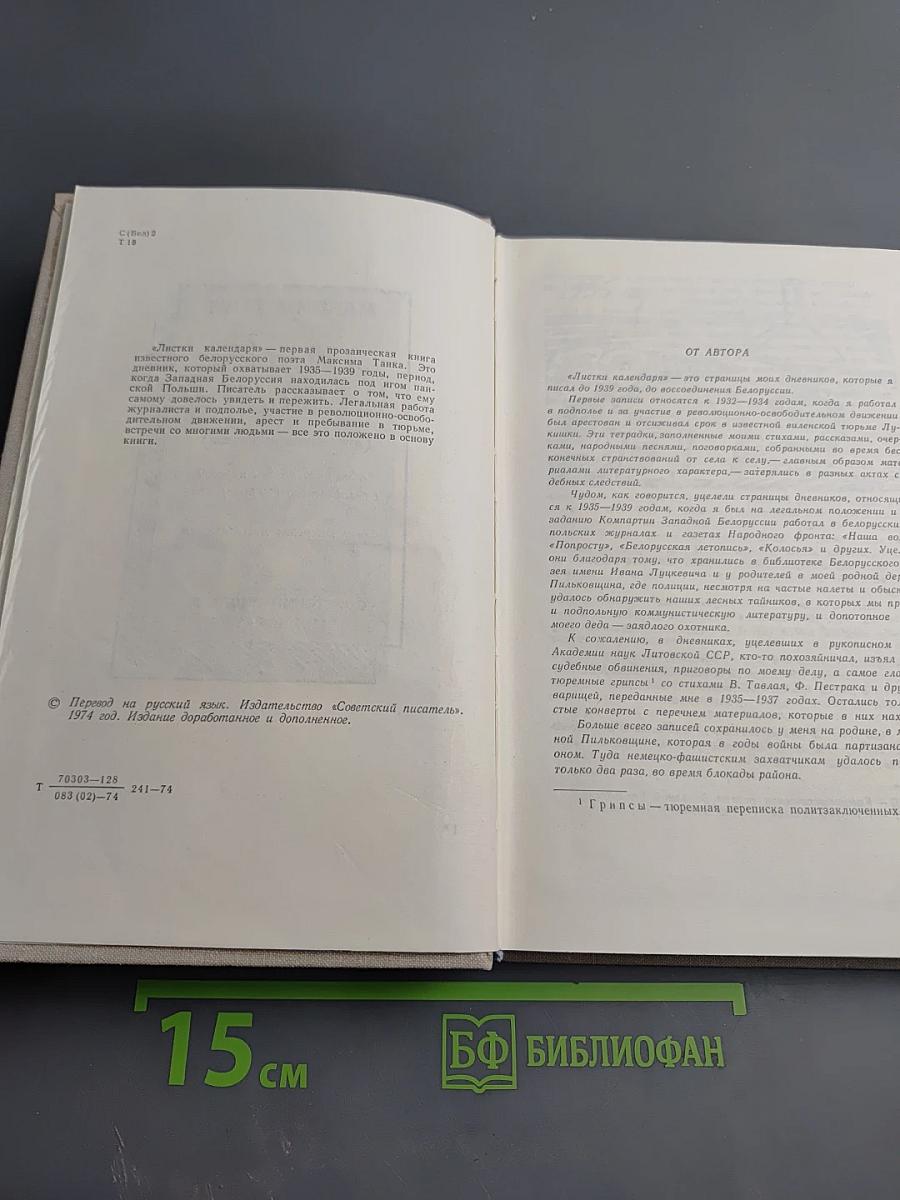 С(Бел)2
Т 18
«Листки календаря» — первая прозаическая книга
известного белорусского поэта Максима Танка. Это
дневник, который охватывает 1935—1939 годы, период,
когда Западная Белоруссия находилась под игом пан-
ской Польши. Писатель рассказывает о том, что ему
самому довелось увидеть и пережить. Легальная работа
журналиста и подполье, участие в революционно-освобо-
дительном движении, арест и пребывание в тюрьме,
встречи со многими людьми — все это положено в основу
книги.
© Перевод на русский язык. Издательство «Советский писатель».
1974 год. Издание доработанное и дополненное.
Т 70303—128 241—74
083 (02)—74
ОТ АВТОРА
«Листки календаря» — это страницы моих дневников, которые я
писал до 1939 года, до воссоединения Белоруссии.
Первые записи относятся к 1932—1934 годам, когда я работал
в подполье и за участие в революционно-освободительном движении
был арестован и отсиживал срок в известной виленской тюрьме Лу-
кишки. Эти тетрадки, заполненные моими стихами, рассказами, очер-
ками, народными песнями, поговорками, собранными во время бес-
конечных странствований от села к селу,— главным образом мате-
риалами литературного характера,— затерялись в разных актах с
дебных следствий.
Чудом, как говорится, уцелели страницы дневников, относящи
ся к 1935—1939 годам, когда я был на легальном положении и
заданию Компартии Западной Белоруссии работал в белорусски
польских журналах и газетах Народного фронта: «Наша во
«Попросту», «Белорусская летопись», «Колосья» и других. Уце
они благодаря тому, что хранились в библиотеке Белорусского
зея имени Ивана Луцкевича и у родителей в моей родной дер
Пильковщина, где полиции, несмотря на частые налеты и обыск
удалось обнаружить наших лесных тайников, в которых мы пр
и подпольную коммунистическую литературу, и допотопное
моего деда — заядлого охотника.
К сожалению, в дневниках, уцелевших в рукописном
Академии наук Литовской ССР, кто-то похозяйничал, изъял
судебные обвинения, приговоры по моему делу, а самое гла
тюремные грипсы¹ со стихами В. Тавлая, Ф. Пестрака и дру
варищей, переданные мне в 1935—1937 годах. Остались тол
стые конверты с перечнем материалов, которые в них нах
Больше всего записей сохранилось у меня на родине, в м
ной Пильковщине, которая в годы войны была партизанс
оном. Туда немецко-фашистским захватчикам удалось п
только два раза, во время блокады района.
¹ Грипсы — тюремная переписка политзаключенных.
15 см
БФ БИБЛИОФАН